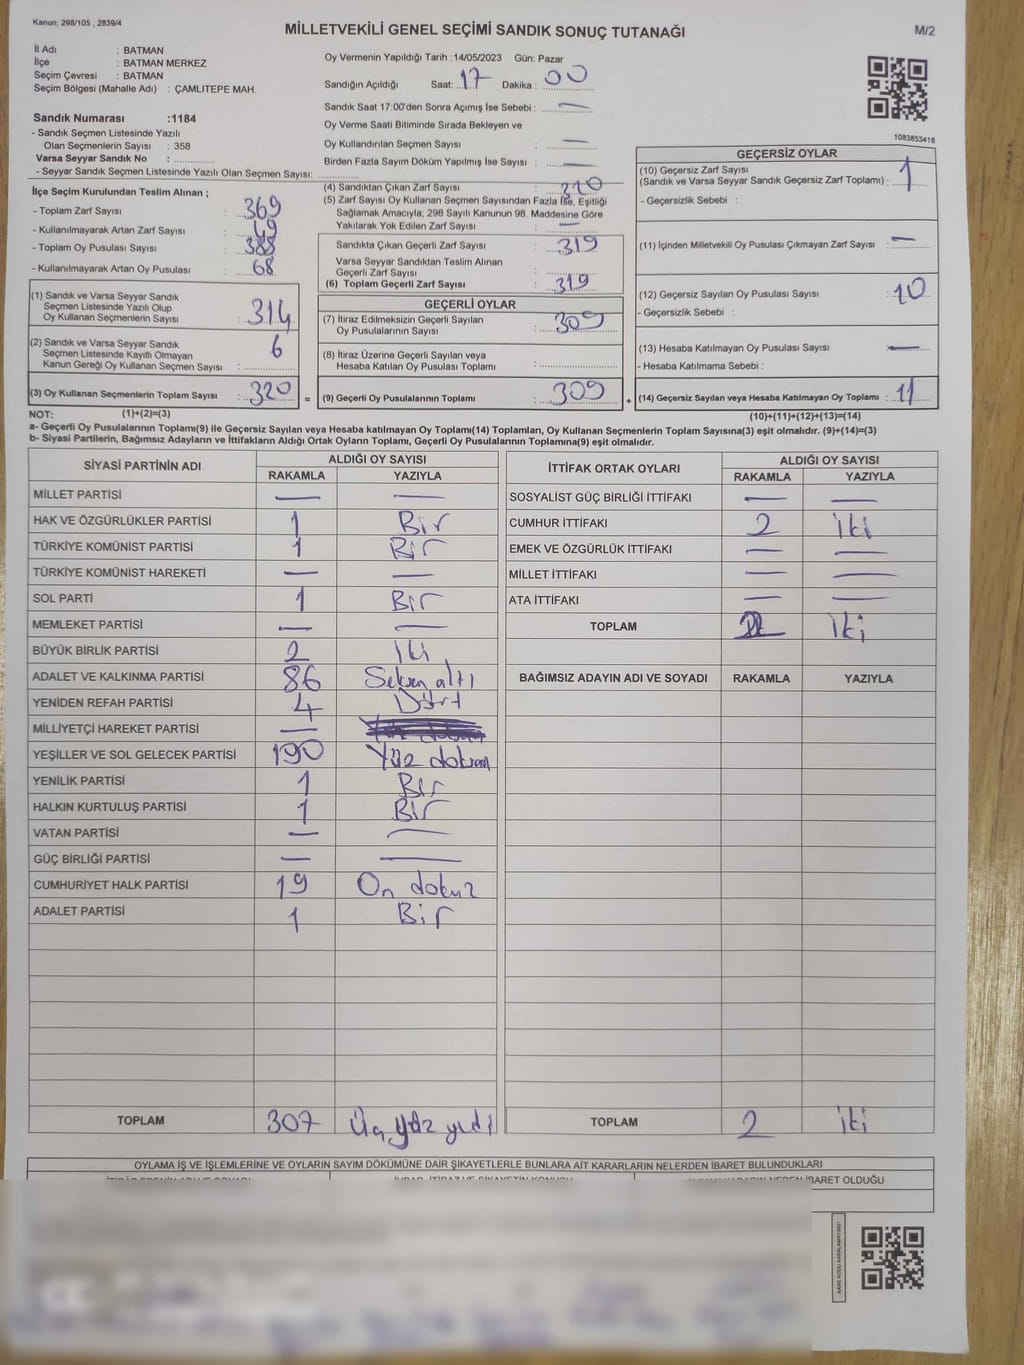 Kanun; 298/105 , 2839/4
MİLLETVEKİLİ GENEL SEÇİMİ SANDIK SONUÇ TUTANAĞI
M/2
İl Adı : BATMAN
İlçe : BATMAN MERKEZ
Seçim Çevresi : BATMAN
Seçim Bölgesi (Mahalle Adı) : ÇAMLITEPE MAH.
Sandık Numarası :1184
- Sandık Seçmen Listesinde Yazılı
Olan Seçmenlerin Sayısı : 358
Varsa Seyyar Sandık No :
- Seyyar Sandık Seçmen Listesinde Yazılı Olan Seçmen Sayısı:
Oy Vermenin Yapıldığı Tarih :14/05/2023 Gün: Pazar
Sandığın Açıldığı Saat: 17 Dakika : 00
Sandık Saat 17:00'den Sonra Açımış İse Sebebi : —
Oy Verme Saati Bitiminde Sırada Bekleyen ve
Oy Kullandırılan Seçmen Sayısı : —
Birden Fazla Sayım Döküm Yapılmış İse Sayısı : —
1083853418
İlçe Seçim Kurulundan Teslim Alınan ;
- Toplam Zarf Sayısı : 369
- Kullanılmayarak Artan Zarf Sayısı : 49
- Toplam Oy Pusulası Sayısı : 388
- Kullanılmayarak Artan Oy Pusulası : 68
(1) Sandık ve Varsa Seyyar Sandık
Seçmen Listesinde Yazılı Olup
Oy Kullanan Seçmenlerin Sayısı : 314
(2) Sandık ve Varsa Seyyar Sandık
Seçmen Listesinde Kayıtlı Olmayan
Kanun Gereği Oy Kullanan Seçmen Sayısı : 6
(3) Oy Kullanan Seçmenlerin Toplam Sayısı : 320 =
(4) Sandıktan Çıkan Zarf Sayısı : 320
(5) Zarf Sayısı Oy Kullanan Seçmen Sayısından Fazla İse, Eşitliği
Sağlamak Amacıyla; 298 Sayılı Kanunun 98. Maddesine Göre
Yakılarak Yok Edilen Zarf Sayısı : —
Sandıkta Çıkan Geçerli Zarf Sayısı : 319
Varsa Seyyar Sandıktan Teslim Alınan
Geçerli Zarf Sayısı :
(6) Toplam Geçerli Zarf Sayısı : 319
GEÇERLİ OYLAR
(7) İtiraz Edilmeksizin Geçerli Sayılan
Oy Pusulalarının Sayısı : 309
(8) İtiraz Üzerine Geçerli Sayılan veya
Hesaba Katılan Oy Pusulası Toplamı :
(9) Geçerli Oy Pusulalarının Toplamı : 309 +
GEÇERSİZ OYLAR
(10) Geçersiz Zarf Sayısı
(Sandık ve Varsa Seyyar Sandık Geçersiz Zarf Toplamı) : 1
- Geçersizlik Sebebi :
(11) İçinden Milletvekili Oy Pusulası Çıkmayan Zarf Sayısı : —
(12) Geçersiz Sayılan Oy Pusulası Sayısı : 10
- Geçersizlik Sebebi :
(13) Hesaba Katılmayan Oy Pusulası Sayısı : —
- Hesaba Katılmama Sebebi :
(14) Geçersiz Sayılan veya Hesaba Katılmayan Oy Toplamı : 11
NOT: (1)+(2)=(3) (10)+(11)+(12)+(13)=(14)
a- Geçerli Oy Pusulalarının Toplamı(9) ile Geçersiz Sayılan veya Hesaba katılmayan Oy Toplamı(14) Toplamları, Oy Kullanan Seçmenlerin Toplam Sayısına(3) eşit olmalıdır. (9)+(14)=(3)
b- Siyasi Partilerin, Bağımsız Adayların ve İttifakların Aldığı Ortak Oyların Toplamı, Geçerli Oy Pusulalarının Toplamına(9) eşit olmalıdır.
SİYASİ PARTİNİN ADI ALDIĞI OY SAYISI
RAKAMLA YAZIYLA
MİLLET PARTİSİ — —
HAK VE ÖZGÜRLÜKLER PARTİSİ 1 Bir
TÜRKİYE KOMÜNİST PARTİSİ 1 Bir
TÜRKİYE KOMÜNİST HAREKETİ — —
SOL PARTİ 1 Bir
MEMLEKET PARTİSİ — —
BÜYÜK BİRLİK PARTİSİ 2 İki
ADALET VE KALKINMA PARTİSİ 86 Seksen altı
YENİDEN REFAH PARTİSİ 4 Dört
MİLLİYETÇİ HAREKET PARTİSİ —
YEŞİLLER VE SOL GELECEK PARTİSİ 190 Yüz doksan
YENİLİK PARTİSİ 1 Bir
HALKIN KURTULUŞ PARTİSİ 1 Bir
VATAN PARTİSİ — —
GÜÇ BİRLİĞİ PARTİSİ — —
CUMHURİYET HALK PARTİSİ 19 On dokuz
ADALET PARTİSİ 1 Bir
TOPLAM 307 Üç yüz yedi
İTTİFAK ORTAK OYLARI ALDIĞI OY SAYISI
RAKAMLA YAZIYLA
SOSYALİST GÜÇ BİRLİĞİ İTTİFAKI — —
CUMHUR İTTİFAKI 2 İki
EMEK VE ÖZGÜRLÜK İTTİFAKI — —
MİLLET İTTİFAKI — —
ATA İTTİFAKI — —
TOPLAM 2 İki
BAĞIMSIZ ADAYIN ADI VE SOYADI RAKAMLA YAZIYLA
TOPLAM 2 İki
OYLAMA İŞ VE İŞLEMLERİNE VE OYLARIN SAYIM DÖKÜMÜNE DAİR ŞİKAYETLERLE BUNLARA AİT KARARLARIN NELERDEN İBARET BULUNDUKLARI
İBARET OLDUĞU